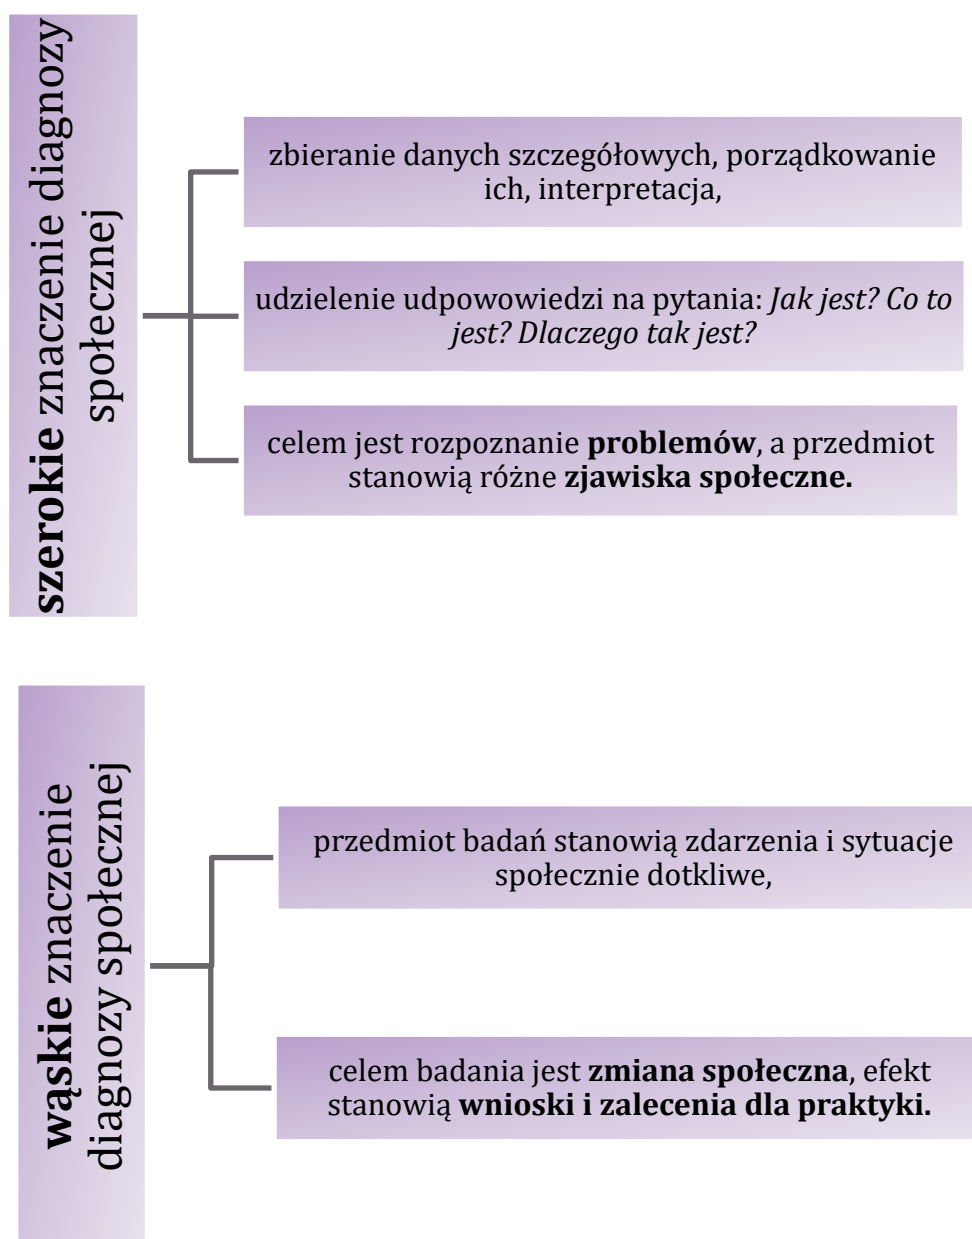 szerokie znaczenie diagnozy
społecznej
zbieranie danych szczegółowych, porządkowanie
ich, interpretacja,
udzielenie udpowowiedzi na pytania: Jak jest? Co to
jest? Dlaczego tak jest?
celem jest rozpoznanie problemów, a przedmiot
stanowią różne zjawiska społeczne.
wąskie znaczenie
diagnozy społecznej
przedmiot badań stanowią zdarzenia i sytuacje
społecznie dotkliwe,
celem badania jest zmiana społeczna, efekt
stanowią wnioski i zalecenia dla praktyki.